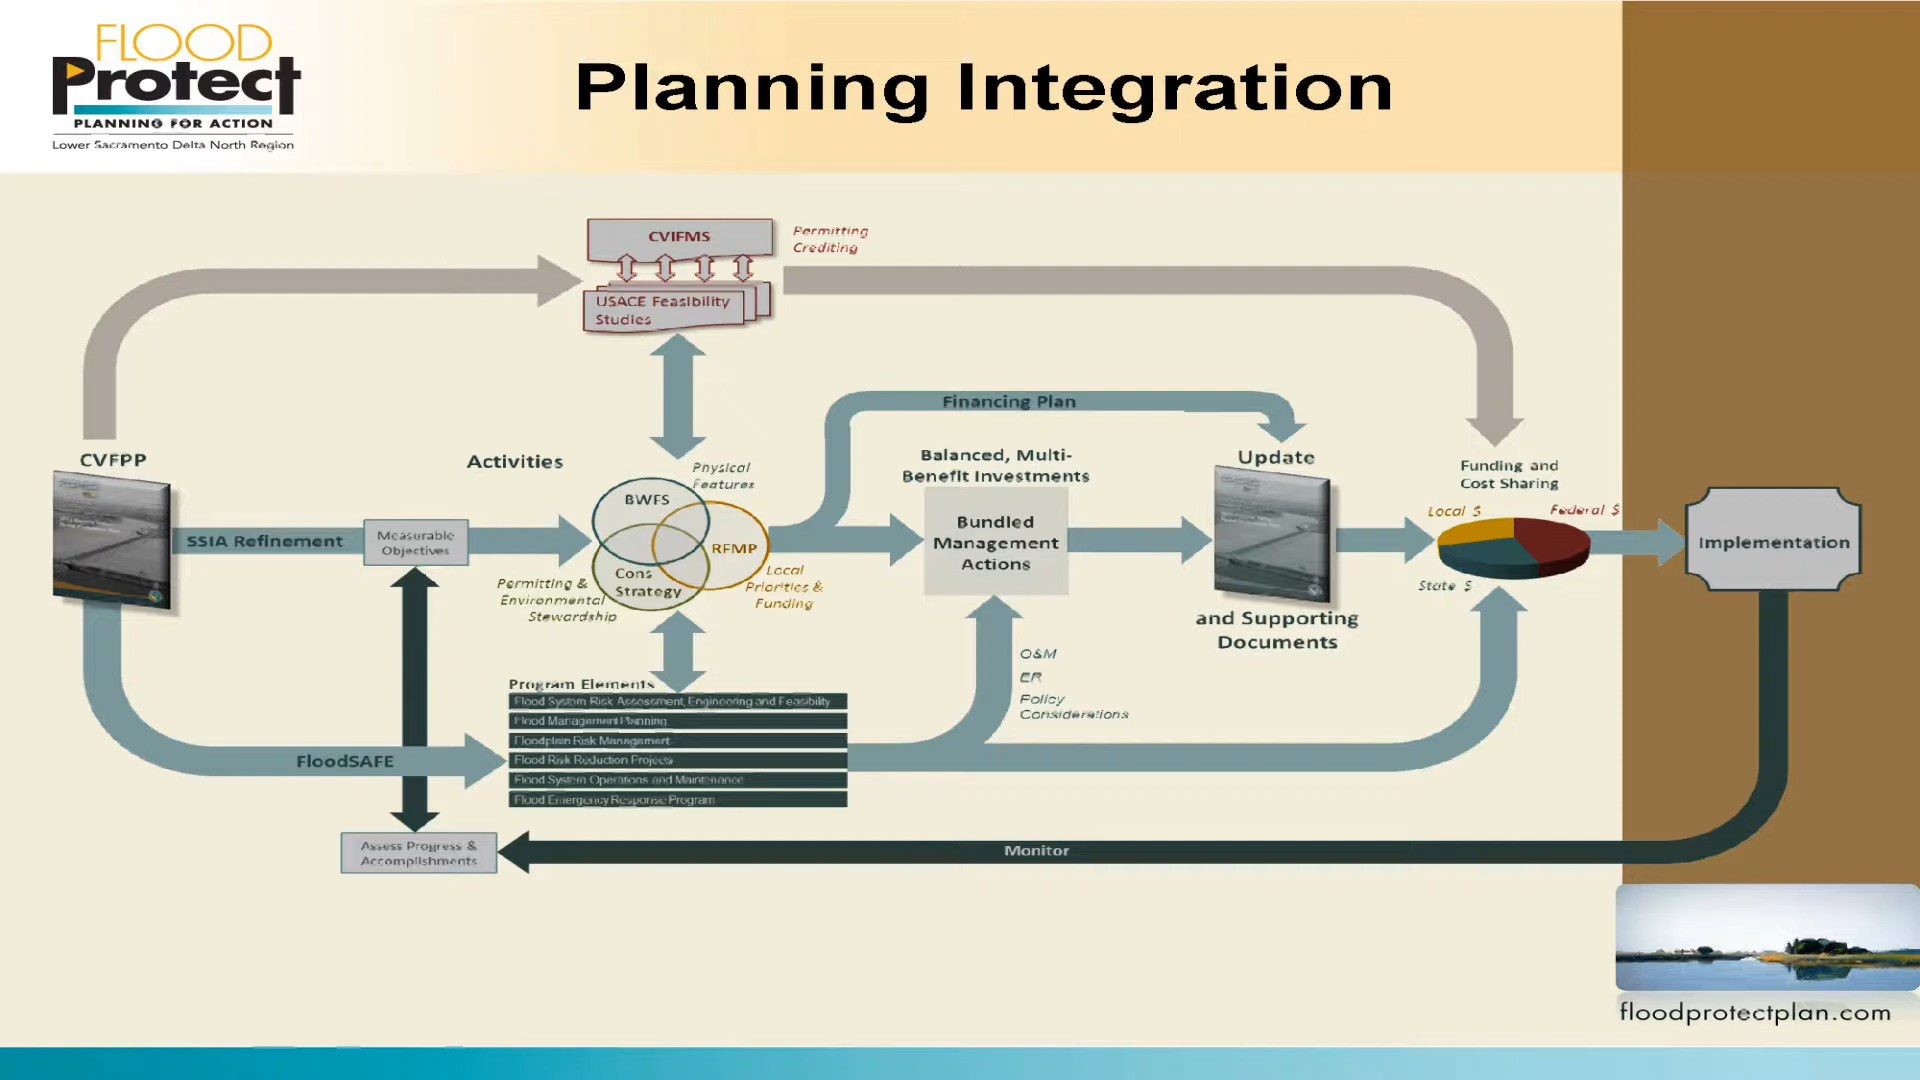 FLOOD
Protect
PLANNING FOR ACTION
Lower Sacramento Delta North Region
Planning Integration
CVIFMS
Permitting
Crediting
USACE Feasibility
Studies
Financing Plan
CVFPP
Activities
Physical
Features
Balanced, Multi-
Benefit Investments
Update
Funding and
Cost Sharing
BWFS
RFMP
Cons
Strategy
SSIA Refinement
Measurable
Objectives
Permitting &
Environmental
Stewardship
Local
Priorities &
Funding
Bundled
Management
Actions
and Supporting
Documents
Local $
Federal $
State $
Implementation
O&M
ER
Policy
Considerations
Program Elements
Flood System Risk Assessment, Engineering and Feasibility
Flood Management Planning
Floodplain Risk Management
Flood Risk Reduction Projects
Flood System Operations and Maintenance
Flood Emergency Response Program
FloodSAFE
Assess Progress &
Accomplishments
Monitor
floodprotectplan.com